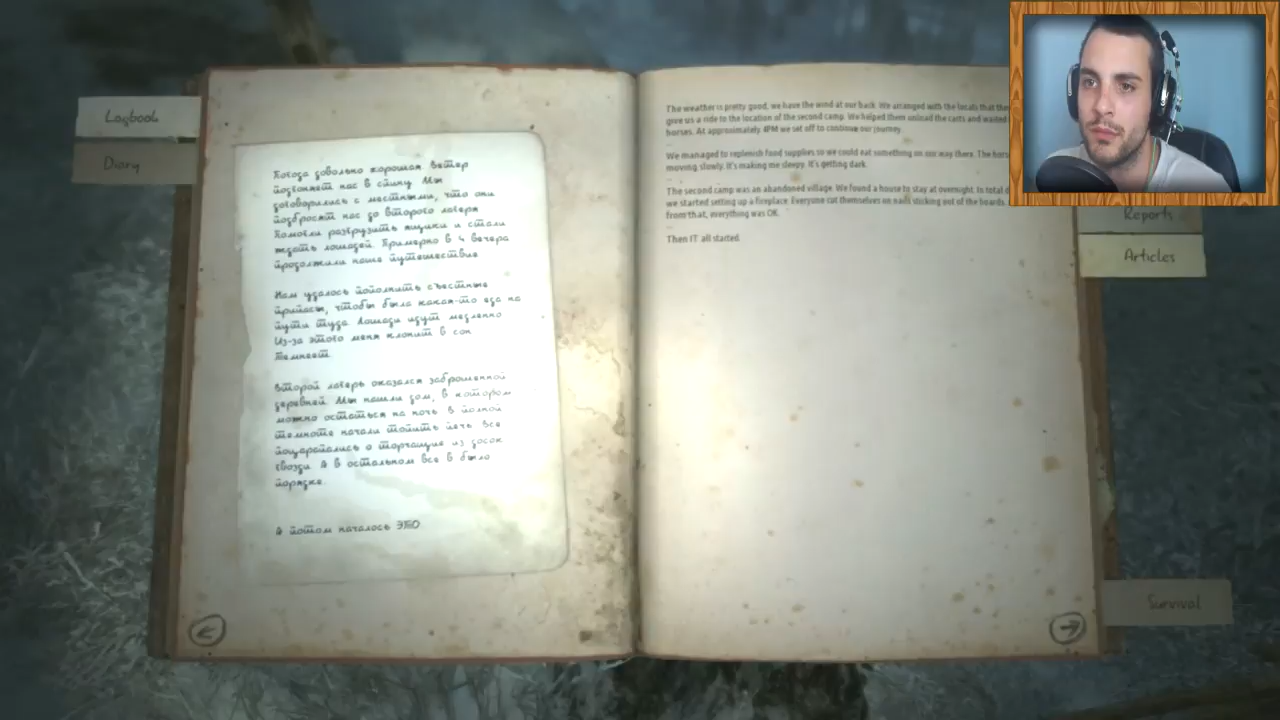 Logbook
Diary
Погода довольно хорошая. Ветер
подгоняет нас в спину. Мы
договорились с местными, что они
подбросят нас до второго лагеря
Помогли разгрузить ящики и стали
ждать лошадей. Примерно в 4 вечера
продолжили наше путешествие
Нам удалось пополнить съестные
припасы, чтобы была какая-то еда на
пути туда. Лошади идут медленно
Из-за этого меня клонит в сон
Темнеет.
Второй лагерь оказался заброшенной
деревней. Мы нашли дом, в котором
можно остаться на ночь. В полной
темноте начали топить печь. Все
поцарапались о торчащие из досок
гвозди. А в остальном все в было
порядке.
А потом началось ЭТО
The weather is pretty good, we have the wind at our back. We arranged with the locals that
give us a ride to the location of the second camp. We helped them unload the carts and waited
horses. At approximately 4PM we set off to continue our journey.
We managed to replenish food supplies so we could eat something on our way there. The
moving slowly. It's making me sleepy. It's getting dark.
The second camp was an abandoned village. We found a house to stay at overnight. In total
we started setting up a fireplace. Everyone cut themselves on nails sticking out of the boards.
from that, everything was OK.
Then IT all started.
Reports
Articles
Survival